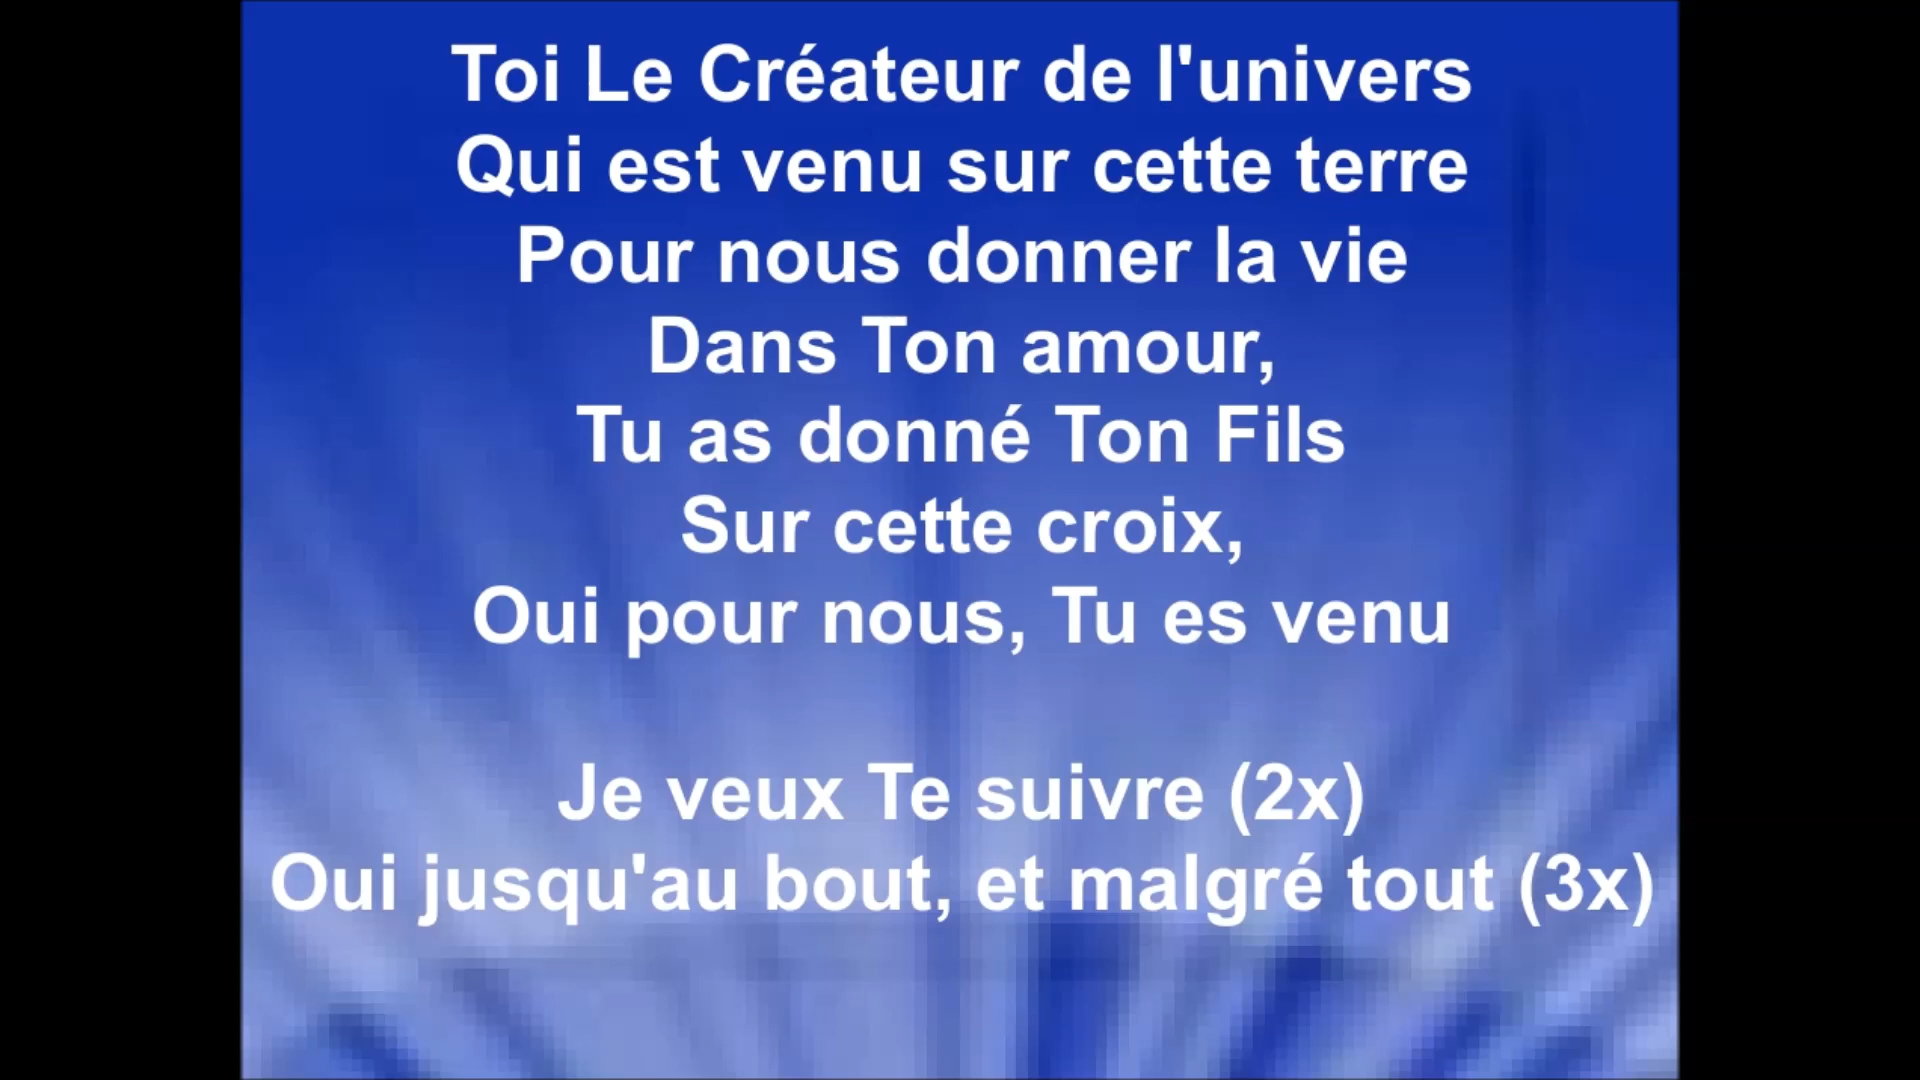 Toi Le Créateur de l'univers
Qui est venu sur cette terre
Pour nous donner la vie
Dans Ton amour,
Tu as donné Ton Fils
Sur cette croix,
Oui pour nous, Tu es venu
Je veux Te suivre (2x)
Oui jusqu'au bout, et malgré tout (3x)